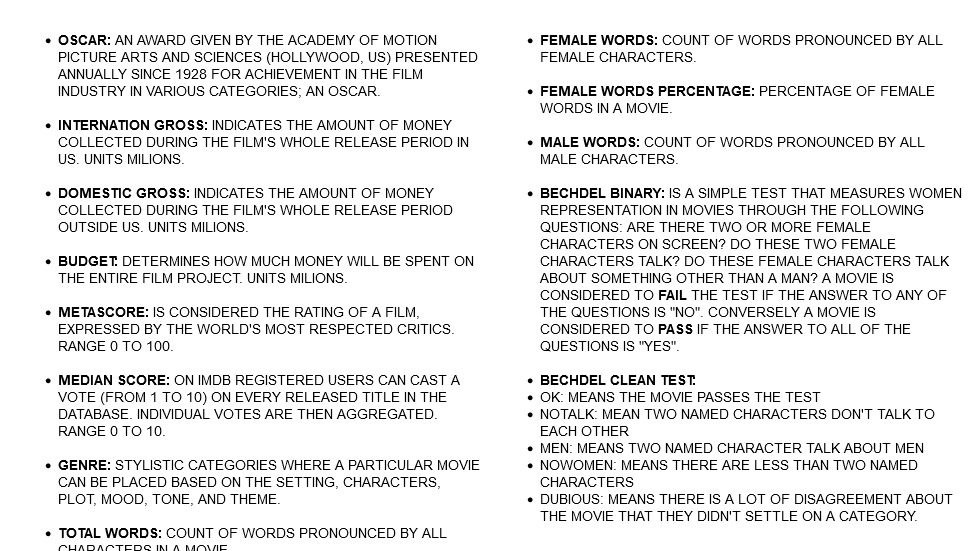 • OSCAR: AN AWARD GIVEN BY THE ACADEMY OF MOTION
PICTURE ARTS AND SCIENCES (HOLLYWOOD, US) PRESENTED
ANNUALLY SINCE 1928 FOR ACHIEVEMENT IN THE FILM
INDUSTRY IN VARIOUS CATEGORIES; AN OSCAR.
• INTERNATION GROSS: INDICATES THE AMOUNT OF MONEY
COLLECTED DURING THE FILM'S WHOLE RELEASE PERIOD IN
US. UNITS MILIONS.
• DOMESTIC GROSS: INDICATES THE AMOUNT OF MONEY
COLLECTED DURING THE FILM'S WHOLE RELEASE PERIOD
OUTSIDE US. UNITS MILIONS.
• BUDGET: DETERMINES HOW MUCH MONEY WILL BE SPENT ON
THE ENTIRE FILM PROJECT. UNITS MILIONS.
• METASCORE: IS CONSIDERED THE RATING OF A FILM,
EXPRESSED BY THE WORLD'S MOST RESPECTED CRITICS.
RANGE 0 TO 100.
• MEDIAN SCORE: ON IMDB REGISTERED USERS CAN CAST A
VOTE (FROM 1 TO 10) ON EVERY RELEASED TITLE IN THE
DATABASE. INDIVIDUAL VOTES ARE THEN AGGREGATED.
RANGE 0 TO 10.
• GENRE: STYLISTIC CATEGORIES WHERE A PARTICULAR MOVIE
CAN BE PLACED BASED ON THE SETTING, CHARACTERS,
PLOT, MOOD, TONE, AND THEME.
• TOTAL WORDS: COUNT OF WORDS PRONOUNCED BY ALL
CHARACTERS IN A MOVIE
• FEMALE WORDS: COUNT OF WORDS PRONOUNCED BY ALL
FEMALE CHARACTERS.
• FEMALE WORDS PERCENTAGE: PERCENTAGE OF FEMALE
WORDS IN A MOVIE.
• MALE WORDS: COUNT OF WORDS PRONOUNCED BY ALL
MALE CHARACTERS.
• BECHDEL BINARY: IS A SIMPLE TEST THAT MEASURES WOMEN
REPRESENTATION IN MOVIES THROUGH THE FOLLOWING
QUESTIONS: ARE THERE TWO OR MORE FEMALE
CHARACTERS ON SCREEN? DO THESE TWO FEMALE
CHARACTERS TALK? DO THESE FEMALE CHARACTERS TALK
ABOUT SOMETHING OTHER THAN A MAN? A MOVIE IS
CONSIDERED TO FAIL THE TEST IF THE ANSWER TO ANY OF
THE QUESTIONS IS "NO". CONVERSELY A MOVIE IS
CONSIDERED TO PASS IF THE ANSWER TO ALL OF THE
QUESTIONS IS "YES".
• BECHDEL CLEAN TEST:
• OK: MEANS THE MOVIE PASSES THE TEST
• NOTALK: MEAN TWO NAMED CHARACTERS DON'T TALK TO
EACH OTHER
• MEN: MEANS TWO NAMED CHARACTER TALK ABOUT MEN
• NOWOMEN: MEANS THERE ARE LESS THAN TWO NAMED
CHARACTERS
• DUBIOUS: MEANS THERE IS A LOT OF DISAGREEMENT ABOUT
THE MOVIE THAT THEY DIDN'T SETTLE ON A CATEGORY.